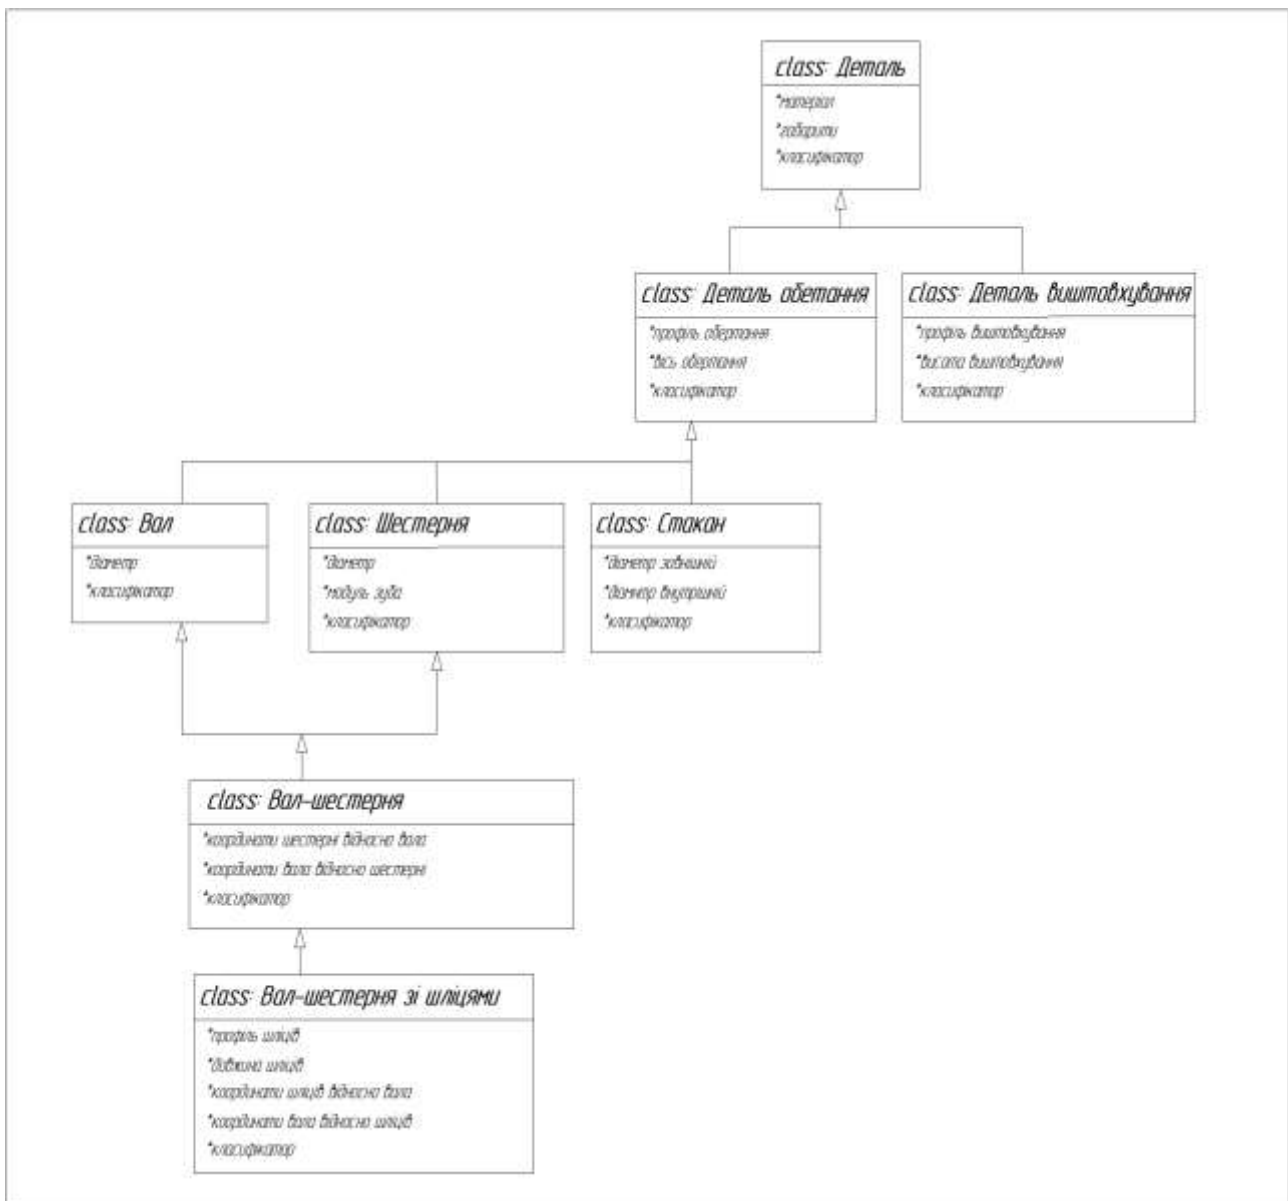 class: Деталь
*матеріал
*габарити
*класифікатор
class: Деталь обетання
*профіль обертання
*вісь обертання
*класифікатор
class: Деталь виштовхування
*профіль виштовхування
*висота виштовхування
*класифікатор
class: Вал
*діаметр
*класифікатор
class: Шестерня
*діаметр
*модуль зуба
*класифікатор
class: Стакан
*діаметр зовнішній
*діамнтр внутрішній
*класифікатор
class: Вал-шестерня
*координати шестерні відносно вала
*координати вала відносно шестерні
*класифікатор
class: Вал-шестерня зі шліцями
*профіль шліців
*довжина шліців
*координати шліців відносно вала
*координати вала відносно шліців
*класифікатор